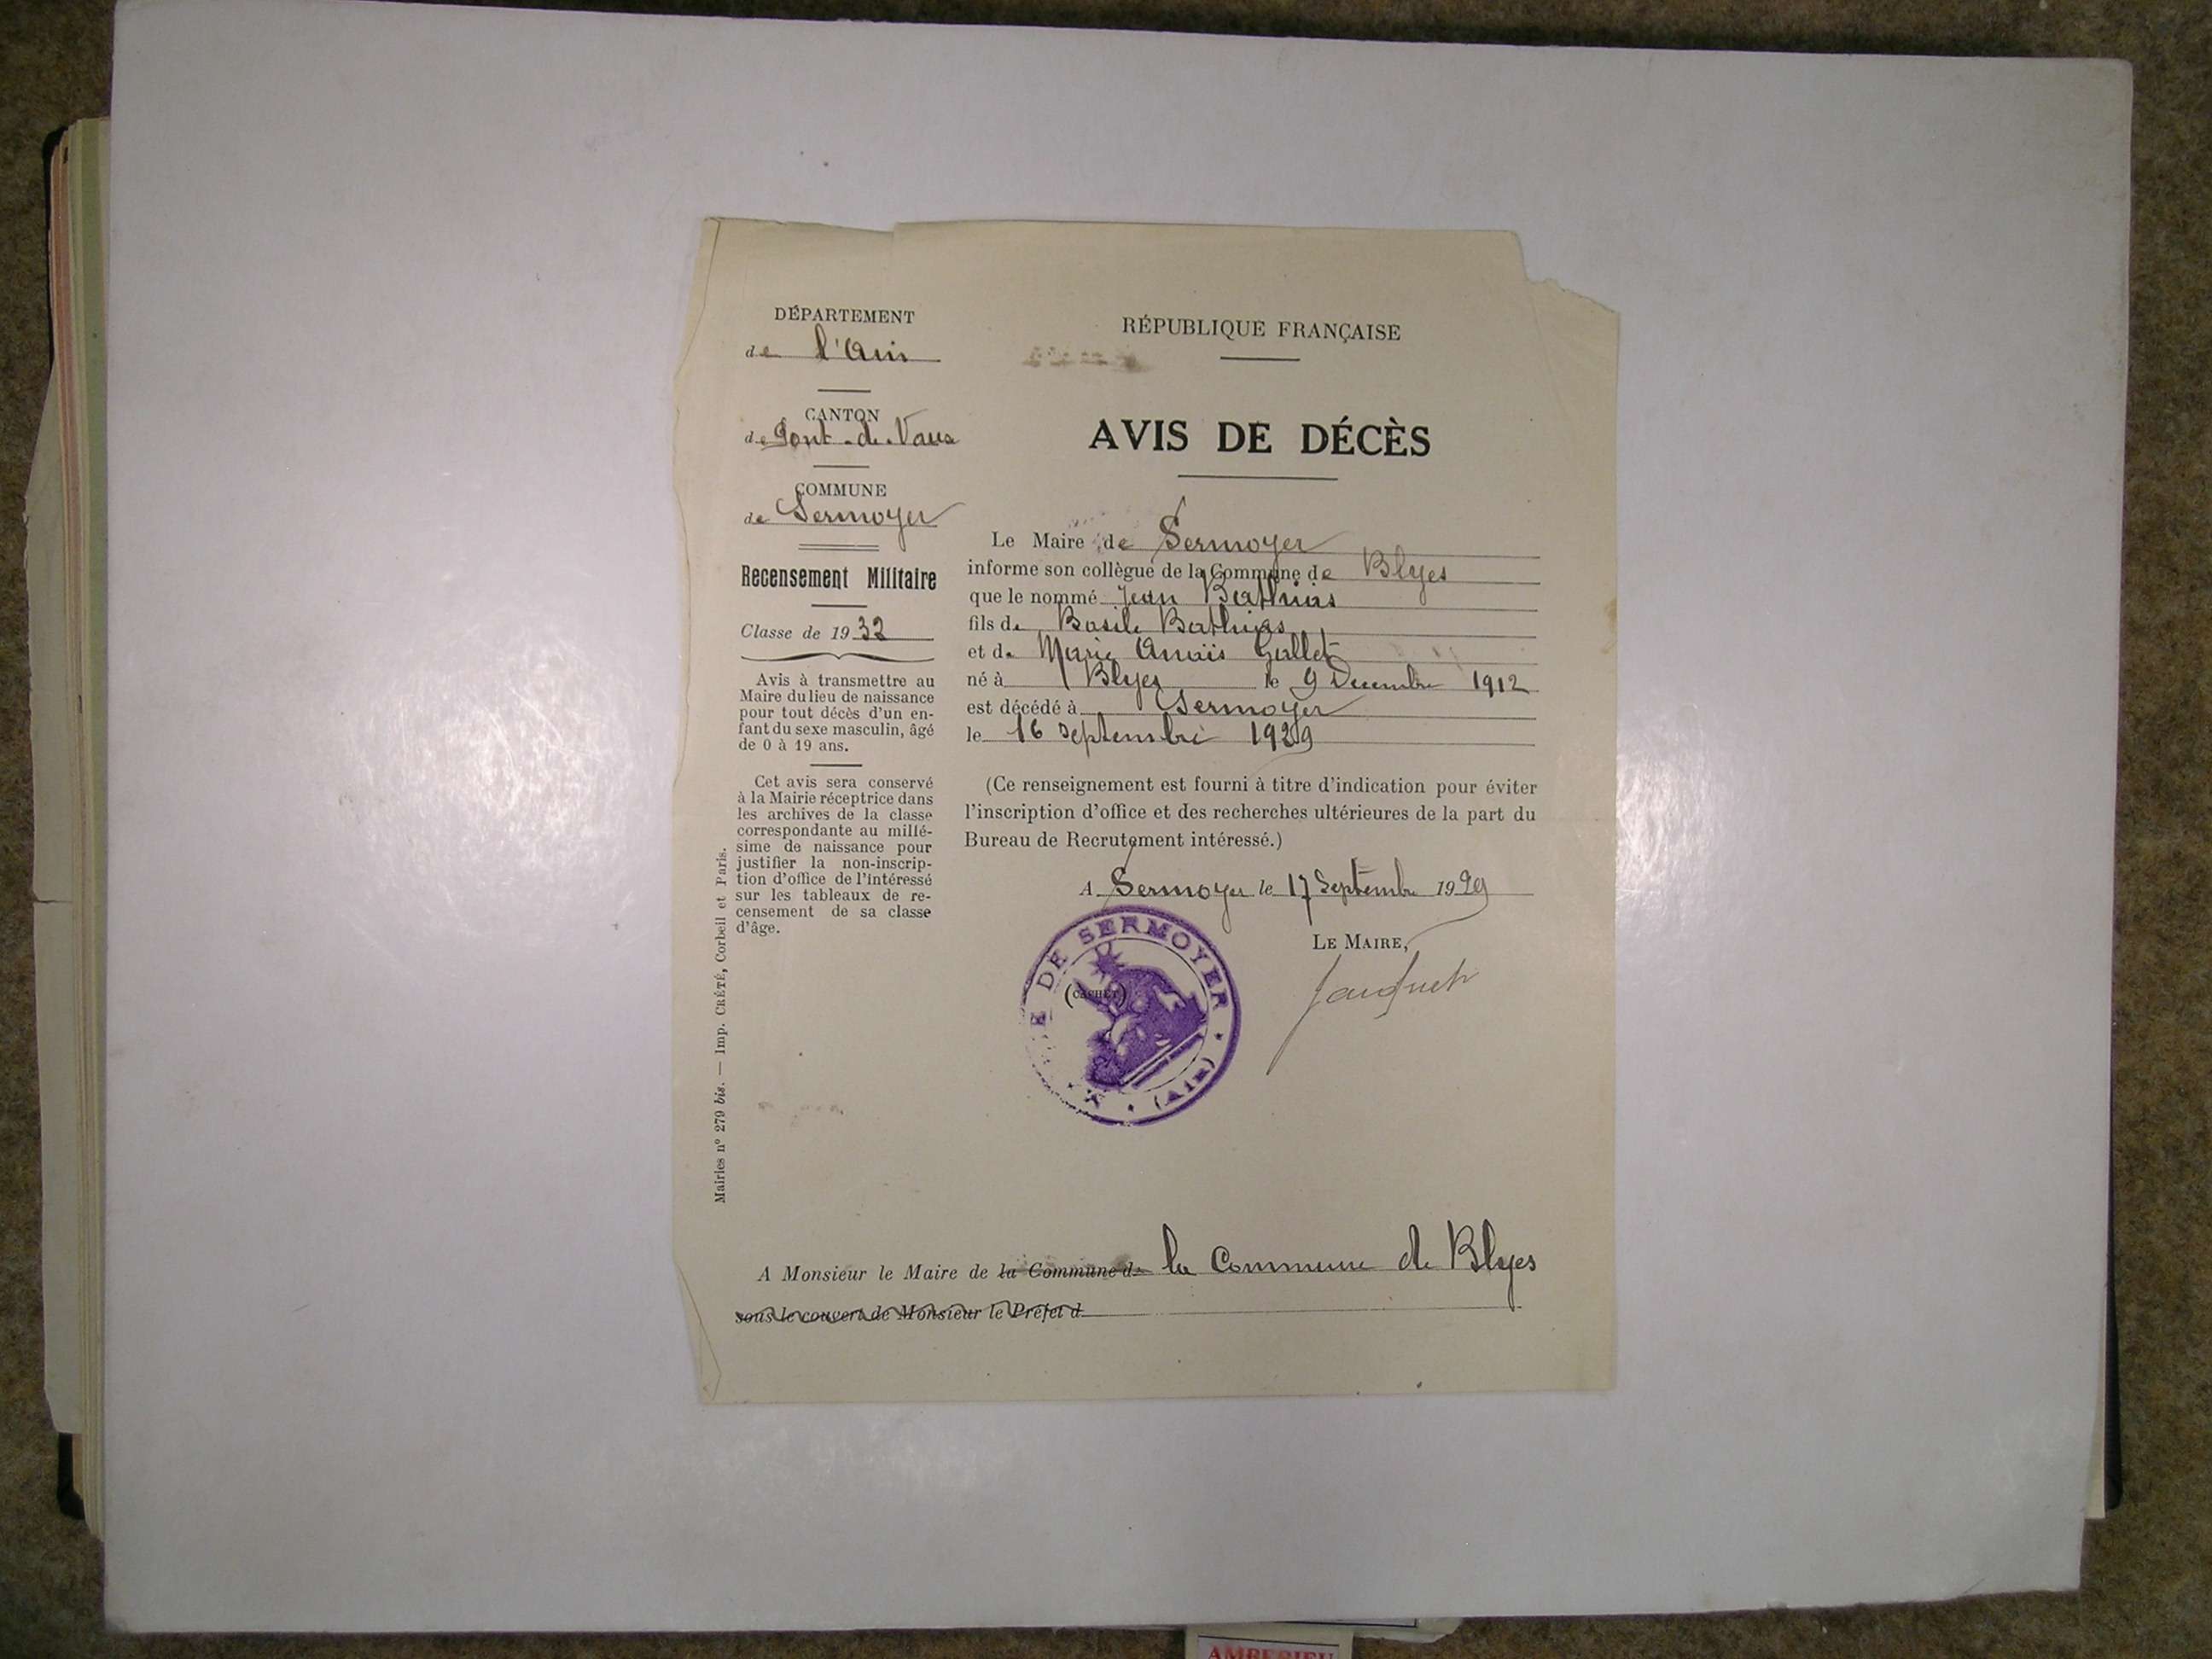 DÉPARTEMENT
de l'Ain
CANTON
de Pont-de-Vaux
COMMUNE
de Sermoyer
Recensement Militaire
Classe de 1932
Avis à transmettre au
Maire du lieu de naissance
pour tout décès d'un en-
fant du sexe masculin, âgé
de 0 à 19 ans.
Cet avis sera conservé
à la Mairie réceptrice dans
les archives de la classe
correspondante au millé-
sime de naissance pour
justifier la non-inscrip-
tion d'office de l'intéressé
sur les tableaux de re-
censement de sa classe
d'âge.
Mairies n° 279 bis. — Imp. CRÉTÉ, Corbeil et Paris.
RÉPUBLIQUE FRANÇAISE
AVIS DE DÉCÈS
Le Maire de Sermoyer
informe son collègue de la Commune de Blyes
que le nommé Jean Bathias
fils de Basile Bathias
et de Marie Anaïs Gallet
né à Blyes le 9 Décembre 1912
est décédé à Sermoyer
le 16 Septembre 1929
(Ce renseignement est fourni à titre d'indication pour éviter
l'inscription d'office et des recherches ultérieures de la part du
Bureau de Recrutement intéressé.)
A Sermoyer le 17 Septembre 1929
LE MAIRE,
(CACHET)
E DE SERMOYER
(Ain)
A Monsieur le Maire de la Commune de la Commune de Blyes
sous le couvert de Monsieur le Préfet d
AMBERIEU